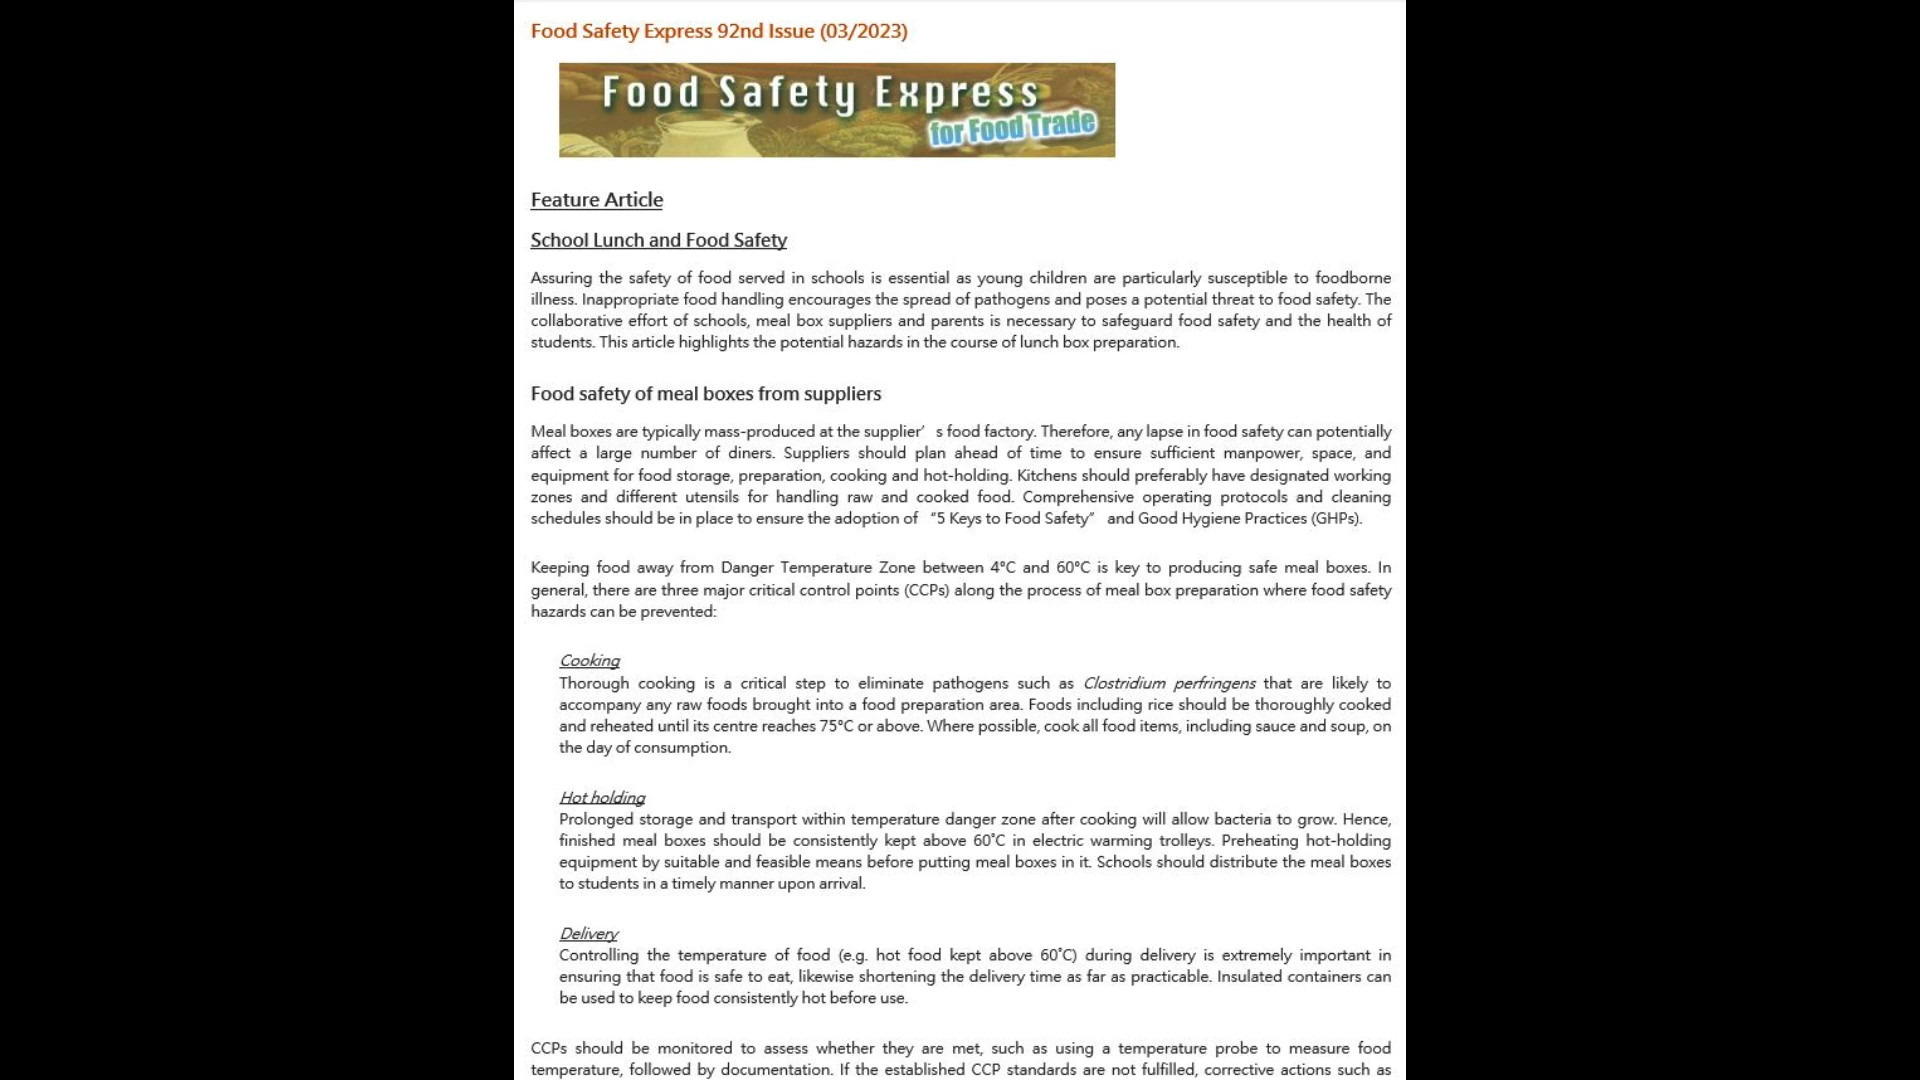 Food Safety Express 92nd Issue (03/2023)
Food Safety Express
for Food Trade
Feature Article
School Lunch and Food Safety
Assuring the safety of food served in schools is essential as young children are particularly susceptible to foodborne
illness. Inappropriate food handling encourages the spread of pathogens and poses a potential threat to food safety. The
collaborative effort of schools, meal box suppliers and parents is necessary to safeguard food safety and the health of
students. This article highlights the potential hazards in the course of lunch box preparation.
Food safety of meal boxes from suppliers
Meal boxes are typically mass-produced at the supplier’ s food factory. Therefore, any lapse in food safety can potentially
affect a large number of diners. Suppliers should plan ahead of time to ensure sufficient manpower, space, and
equipment for food storage, preparation, cooking and hot-holding. Kitchens should preferably have designated working
zones and different utensils for handling raw and cooked food. Comprehensive operating protocols and cleaning
schedules should be in place to ensure the adoption of “5 Keys to Food Safety” and Good Hygiene Practices (GHPs).
Keeping food away from Danger Temperature Zone between 4°C and 60°C is key to producing safe meal boxes. In
general, there are three major critical control points (CCPs) along the process of meal box preparation where food safety
hazards can be prevented:
Cooking
Thorough cooking is a critical step to eliminate pathogens such as Clostridium perfringens that are likely to
accompany any raw foods brought into a food preparation area. Foods including rice should be thoroughly cooked
and reheated until its centre reaches 75°C or above. Where possible, cook all food items, including sauce and soup, on
the day of consumption.
Hot holding
Prolonged storage and transport within temperature danger zone after cooking will allow bacteria to grow. Hence,
finished meal boxes should be consistently kept above 60˚C in electric warming trolleys. Preheating hot-holding
equipment by suitable and feasible means before putting meal boxes in it. Schools should distribute the meal boxes
to students in a timely manner upon arrival.
Delivery
Controlling the temperature of food (e.g. hot food kept above 60˚C) during delivery is extremely important in
ensuring that food is safe to eat, likewise shortening the delivery time as far as practicable. Insulated containers can
be used to keep food consistently hot before use.
CCPs should be monitored to assess whether they are met, such as using a temperature probe to measure food
temperature, followed by documentation. If the established CCP standards are not fulfilled, corrective actions such as